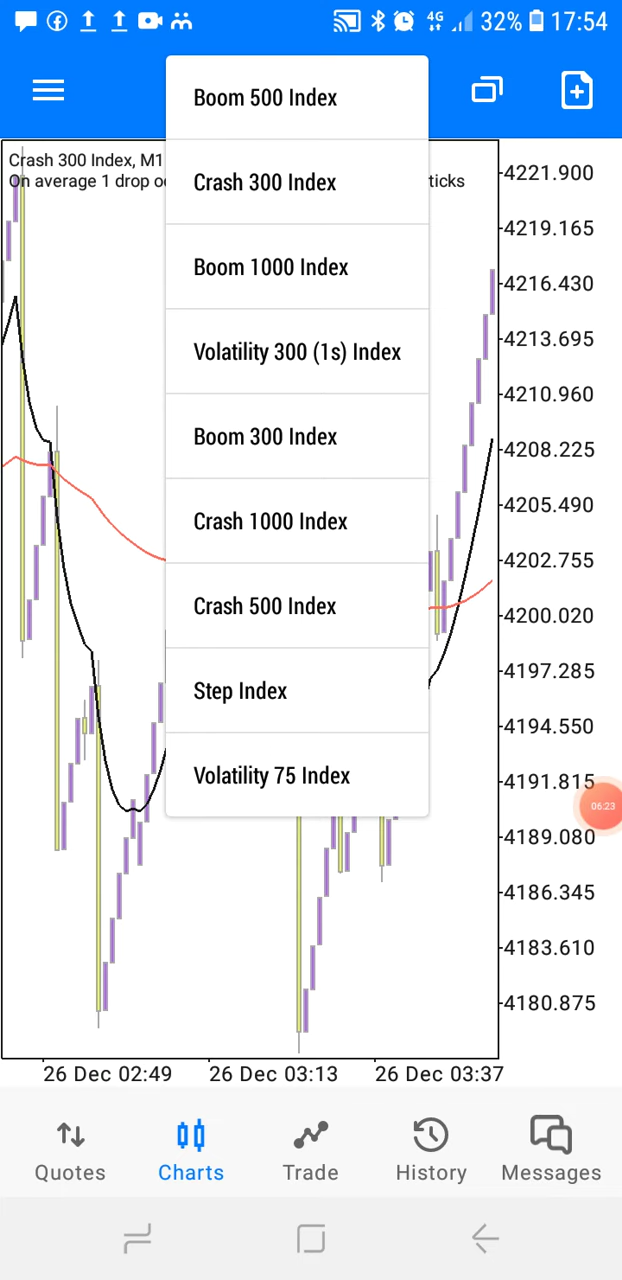 4G 32% 17:54
Boom 500 Index
Crash 300 Index, M1
On average 1 drop o
ticks
Crash 300 Index
Boom 1000 Index
Volatility 300 (1s) Index
Boom 300 Index
Crash 1000 Index
Crash 500 Index
Step Index
Volatility 75 Index
4221.900
4219.165
4216.430
4213.695
4210.960
4208.225
4205.490
4202.755
4200.020
4197.285
4194.550
4191.815
06:23
4189.080
4186.345
4183.610
4180.875
26 Dec 02:49 26 Dec 03:13 26 Dec 03:37
Quotes Charts Trade History Messages